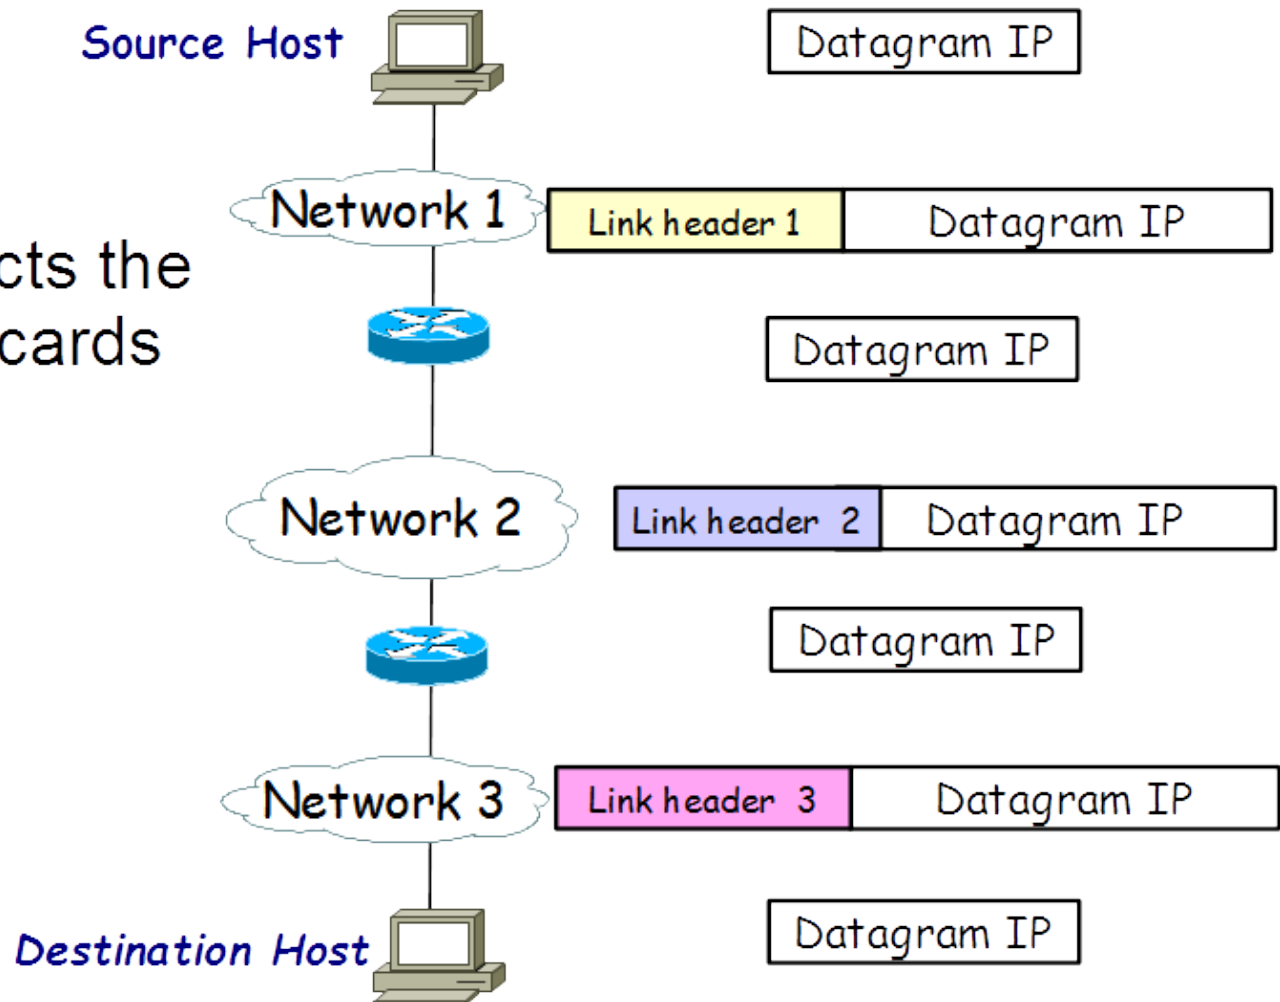 Source Host
Datagram IP
Network 1
Link header 1
Datagram IP
cts the
cards
Datagram IP
Network 2
Link header 2
Datagram IP
Datagram IP
Network 3
Link header 3
Datagram IP
Destination Host
Datagram IP